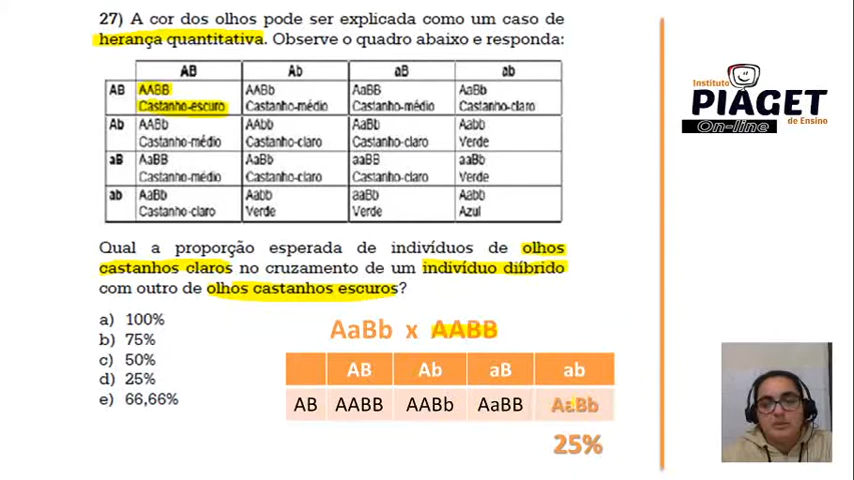 27) A cor dos olhos pode ser explicada como um caso de
herança quantitativa. Observe o quadro abaixo e responda:
AB Ab aB ab
AB AABB AABb AaBB AaBb
Castanho-escuro Castanho-médio Castanho-médio Castanho-claro
Ab AABb AAbb AaBb Aabb
Castanho-médio Castanho-claro Castanho-claro Verde
aB AaBB AaBb aaBB aaBb
Castanho-médio Castanho-claro Castanho-claro Verde
ab AaBb Aabb aaBb Aabb
Castanho-claro Verde Verde Azul
Qual a proporção esperada de indivíduos de olhos
castanhos claros no cruzamento de um indivíduo diíbrido
com outro de olhos castanhos escuros?
a) 100%
b) 75%
c) 50%
d) 25%
e) 66,66%
AaBb x AABB
AB Ab aB ab
AB AABB AABb AaBB AaBb
25%
Instituto
PIAGET
On-line de Ensino